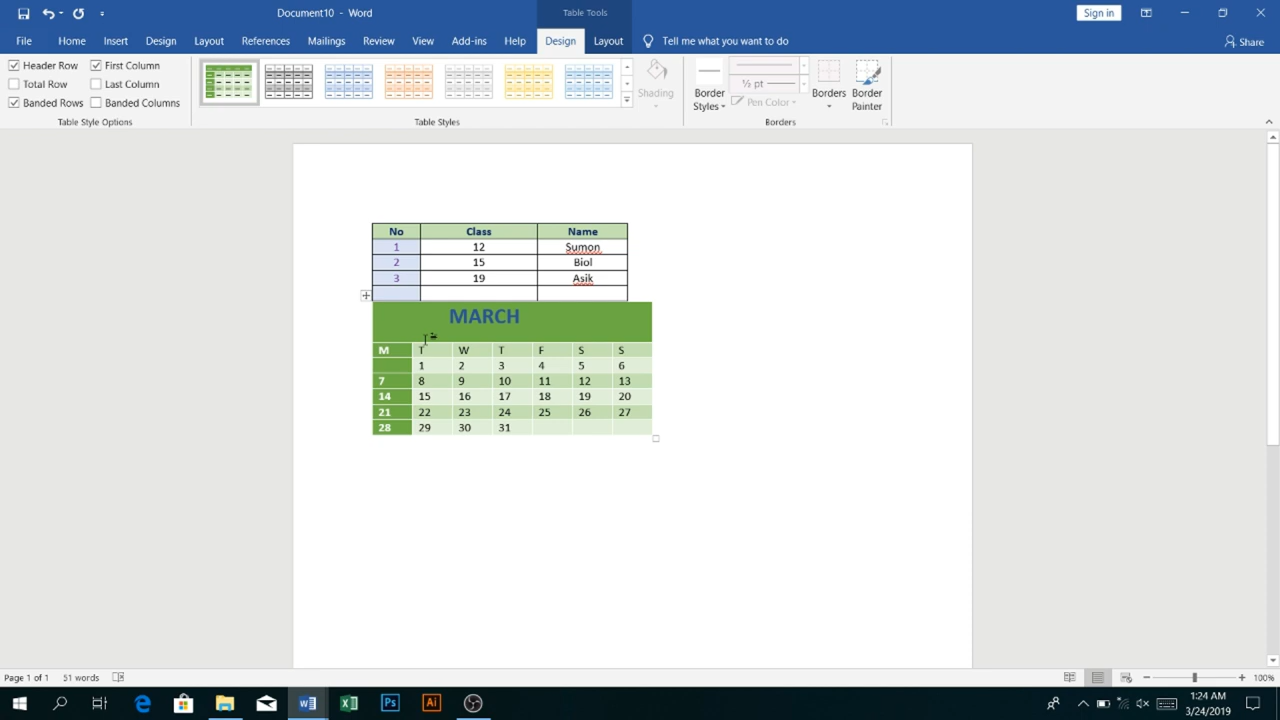 Document10 - Word
Table Tools
Sign in
File Home Insert Design Layout References Mailings Review View Add-ins Help Design Layout Tell me what you want to do Share
Header Row First Column
Total Row Last Column
Banded Rows Banded Columns
Table Style Options
Table Styles
Shading
Border Styles
½ pt
Pen Color
Borders
Border Painter
Borders
No Class Name
1 12 Sumon
2 15 Biol
3 19 Asik
MARCH
M T W T F S S
1 2 3 4 5 6
7 8 9 10 11 12 13
14 15 16 17 18 19 20
21 22 23 24 25 26 27
28 29 30 31
Page 1 of 1 51 words 100%
Ps Ai
1:24 AM
3/24/2019